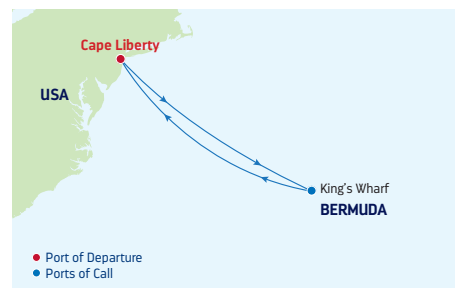 Cape Liberty
USA
King's Wharf
BERMUDA
Port of Departure
Ports of Call